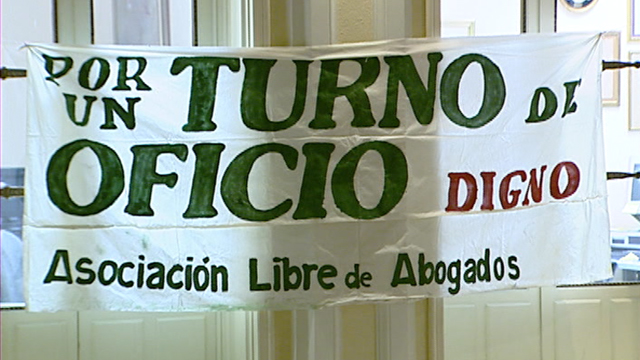 POR UN TURNO DE
OFICIO DIGNO
Asociación Libre de Abogados